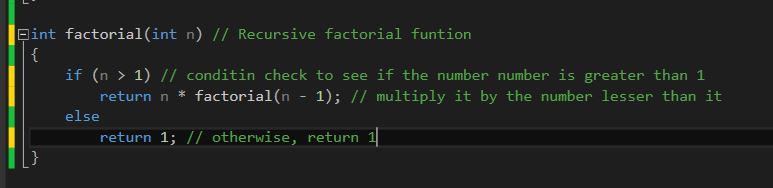 int factorial(int n) // Recursive factorial funtion
{
if (n > 1) // conditin check to see if the number number is greater than 1
return n * factorial(n - 1); // multiply it by the number lesser than it
else
return 1; // otherwise, return 1
}